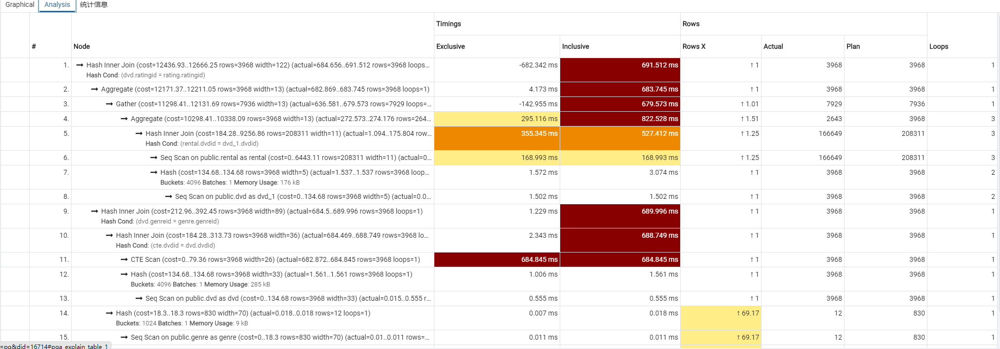 Graphical Analysis 统计信息
Timings Rows
# Node Exclusive Inclusive Rows X Actual Plan Loops
1. → Hash Inner Join (cost=12436.93..12666.25 rows=3968 width=122) (actual=684.656..691.512 rows=3968 loops... -682.342 ms 691.512 ms ↑ 1 3968 3968 1
Hash Cond: (dvd.ratingid = rating.ratingid)
2. → Aggregate (cost=12171.37..12211.05 rows=3968 width=13) (actual=682.869..683.745 rows=3968 loops=1) 4.173 ms 683.745 ms ↑ 1 3968 3968 1
3. → Gather (cost=11298.41..12131.69 rows=7936 width=13) (actual=636.581..679.573 rows=7929 loops=... -142.955 ms 679.573 ms ↑ 1.01 7929 7936 1
4. → Aggregate (cost=10298.41..10338.09 rows=3968 width=13) (actual=272.573..274.176 rows=264... 295.116 ms 822.528 ms ↑ 1.51 2643 3968 3
5. → Hash Inner Join (cost=184.28..9256.86 rows=208311 width=11) (actual=1.094..175.804 row... 355.345 ms 527.412 ms ↑ 1.25 166649 208311 3
Hash Cond: (rental.dvdid = dvd_1.dvdid)
6. → Seq Scan on public.rental as rental (cost=0..6443.11 rows=208311 width=11) (actual=0... 168.993 ms 168.993 ms ↑ 1.25 166649 208311 3
7. → Hash (cost=134.68..134.68 rows=3968 width=5) (actual=1.537..1.537 rows=3968 loop... 1.572 ms 3.074 ms ↑ 1 3968 3968 2
Buckets: 4096 Batches: 1 Memory Usage: 176 kB
8. → Seq Scan on public.dvd as dvd_1 (cost=0..134.68 rows=3968 width=5) (actual=0.0... 1.502 ms 1.502 ms ↑ 1 3968 3968 2
9. → Hash Inner Join (cost=212.96..392.45 rows=3968 width=89) (actual=684.5..689.996 rows=3968 loops=1) 1.229 ms 689.996 ms ↑ 1 3968 3968 1
Hash Cond: (dvd.genreid = genre.genreid)
10. → Hash Inner Join (cost=184.28..313.73 rows=3968 width=36) (actual=684.469..688.749 rows=3968 lo... 2.343 ms 688.749 ms ↑ 1 3968 3968 1
Hash Cond: (cte.dvdid = dvd.dvdid)
11. → CTE Scan (cost=0..79.36 rows=3968 width=26) (actual=682.872..684.845 rows=3968 loops=1) 684.845 ms 684.845 ms ↑ 1 3968 3968 1
12. → Hash (cost=134.68..134.68 rows=3968 width=33) (actual=1.561..1.561 rows=3968 loops=1) 1.006 ms 1.561 ms ↑ 1 3968 3968 1
Buckets: 4096 Batches: 1 Memory Usage: 285 kB
13. → Seq Scan on public.dvd as dvd (cost=0..134.68 rows=3968 width=33) (actual=0.015..0.555 r... 0.555 ms 0.555 ms ↑ 1 3968 3968 1
14. → Hash (cost=18.3..18.3 rows=830 width=70) (actual=0.018..0.018 rows=12 loops=1) 0.007 ms 0.018 ms ↑ 69.17 12 830 1
Buckets: 1024 Batches: 1 Memory Usage: 9 kB
15. → Seq Scan on public.genre as genre (cost=0..18.3 rows=830 width=70) (actual=0.01..0.011 rows=... 0.011 ms 0.011 ms ↑ 69.17 12 830 1
=pg&did=16714#pga_explain_table_1